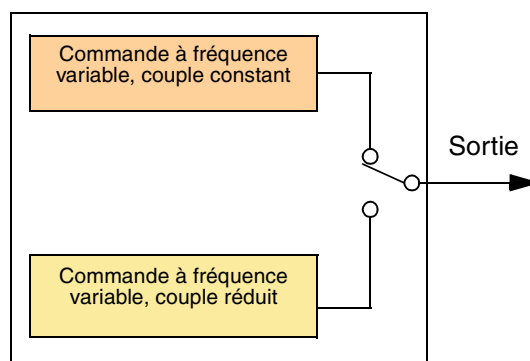 Commande à fréquence
variable, couple constant
Sortie
Commande à fréquence
variable, couple réduit